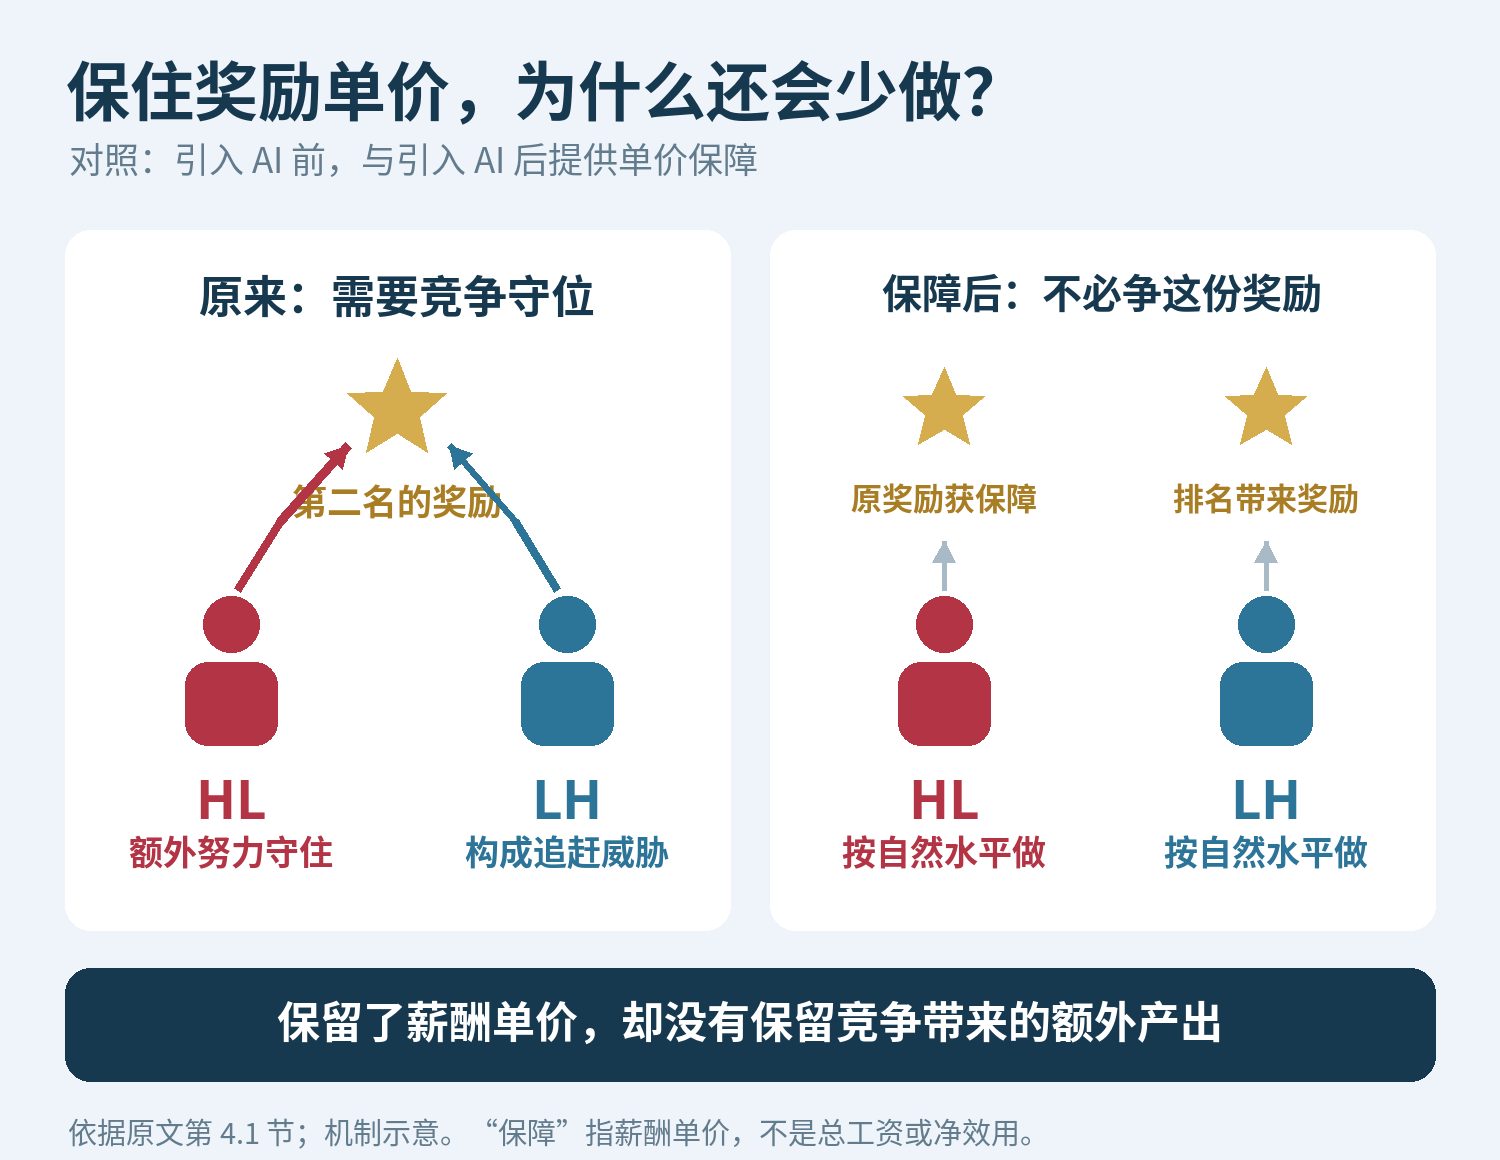 保住奖励单价，为什么还会少做？
对照：引入 AI 前，与引入 AI 后提供单价保障
原来：需要竞争守位
第二名的奖励
HL
额外努力守住
LH
构成追赶威胁
保障后：不必争这份奖励
原奖励获保障
排名带来奖励
HL
按自然水平做
LH
按自然水平做
保留了薪酬单价，却没有保留竞争带来的额外产出
依据原文第 4.1 节；机制示意。“保障”指薪酬单价，不是总工资或净效用。